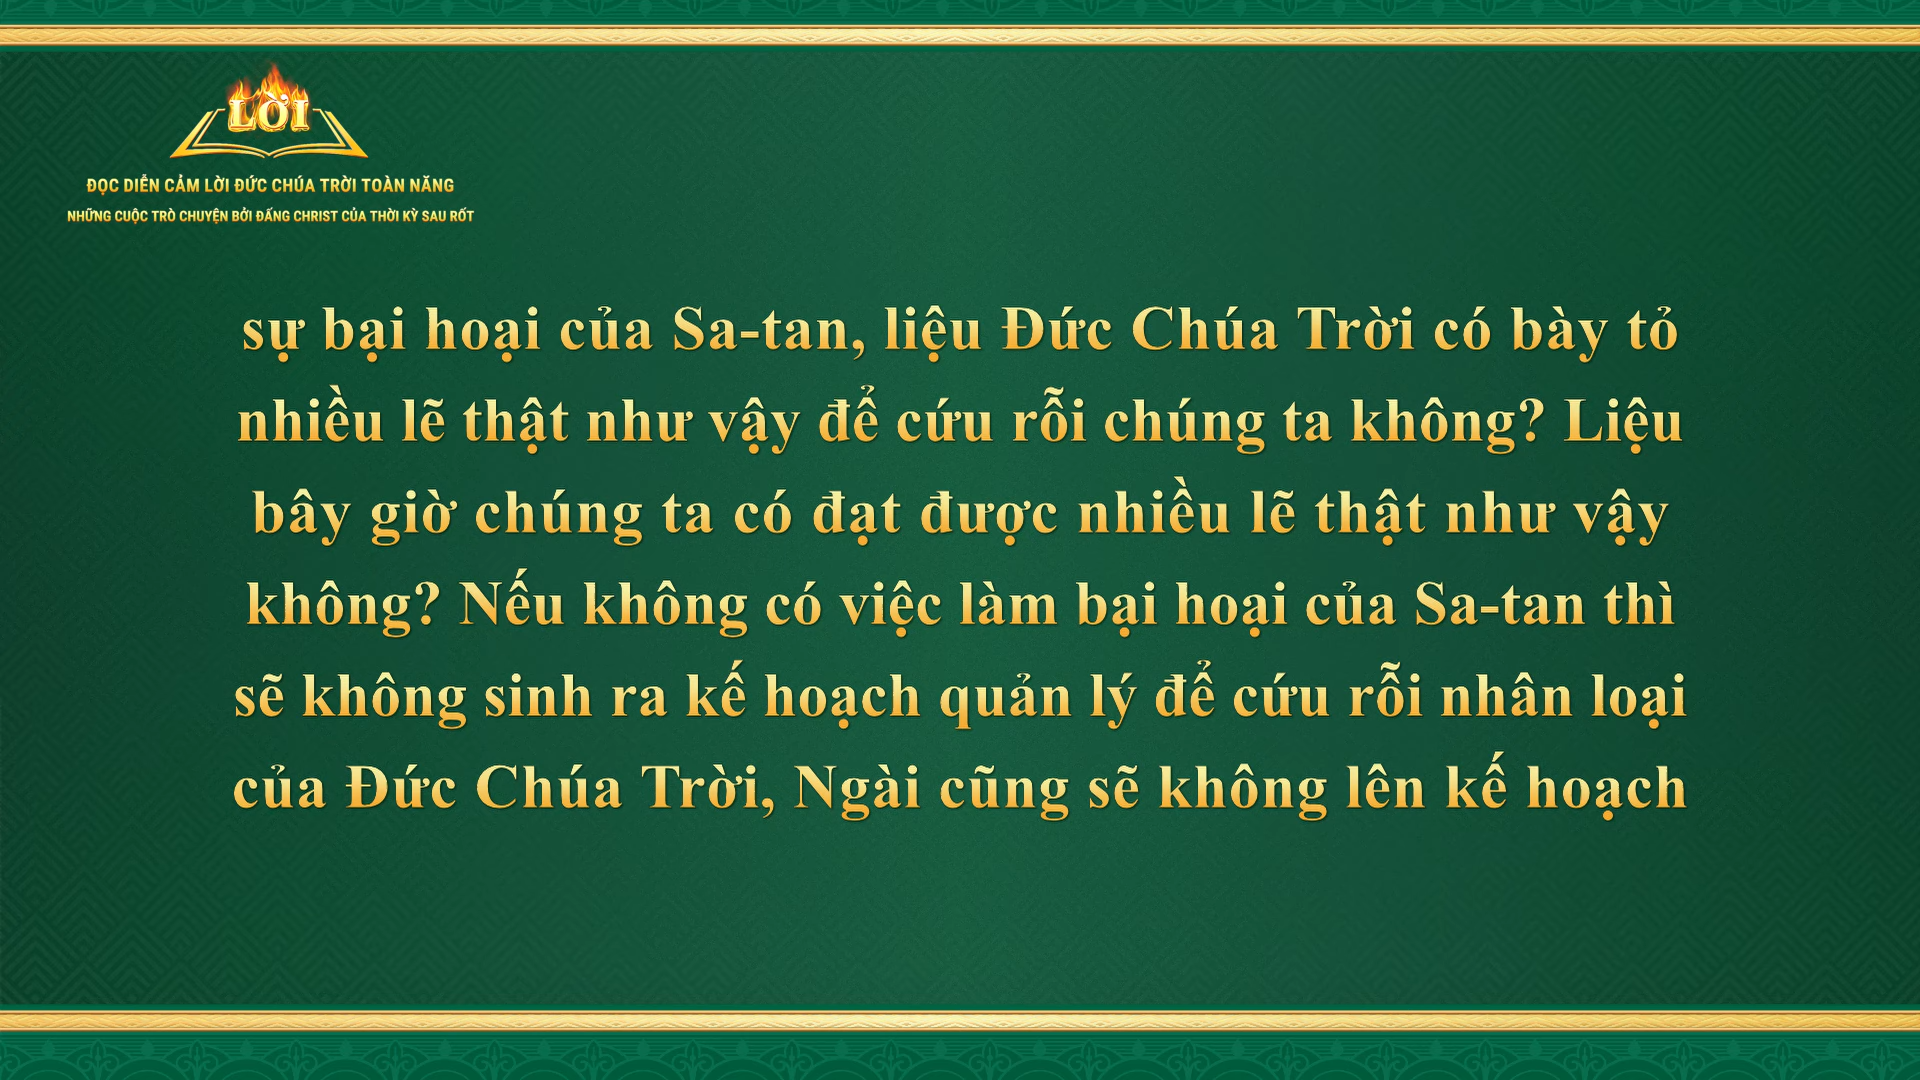 LỜI
ĐỌC DIỄN CẢM LỜI ĐỨC CHÚA TRỜI TOÀN NĂNG
NHỮNG CUỘC TRÒ CHUYỆN BỞI ĐẤNG CHRIST CỦA THỜI KỲ SAU RỐT
sự bại hoại của Sa-tan, liệu Đức Chúa Trời có bày tỏ
nhiều lẽ thật như vậy để cứu rỗi chúng ta không? Liệu
bây giờ chúng ta có đạt được nhiều lẽ thật như vậy
không? Nếu không có việc làm bại hoại của Sa-tan thì
sẽ không sinh ra kế hoạch quản lý để cứu rỗi nhân loại
của Đức Chúa Trời, Ngài cũng sẽ không lên kế hoạch